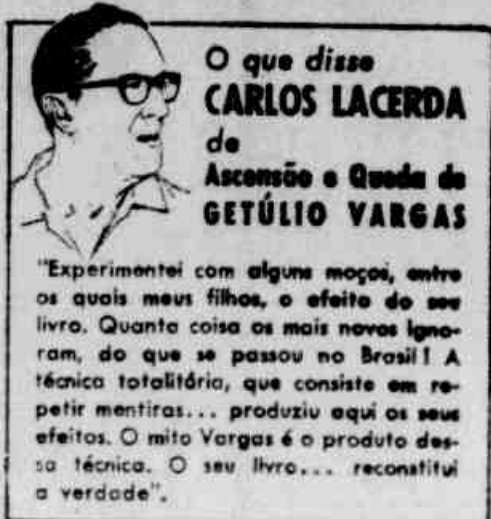 O que disse
CARLOS LACERDA
de
Ascensão e Queda de
GETÚLIO VARGAS
"Experimentei com alguns moços, entre
os quais meus filhos, o efeito do seu
livro. Quanta coisa os mais novos igno-
ram, do que se passou no Brasil! A
técnica totalitária, que consiste em re-
petir mentiras... produziu aqui os seus
efeitos. O mito Vargas é o produto des-
sa técnica. O seu livro... reconstitui
a verdade".